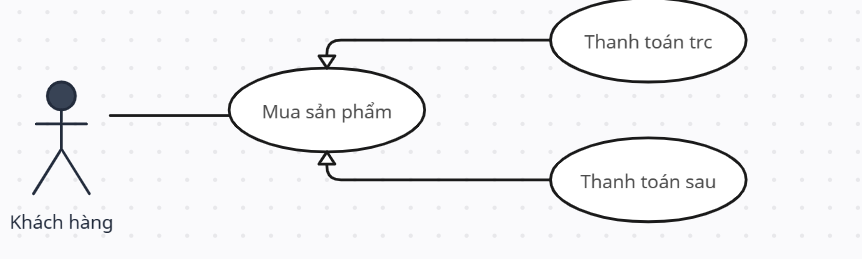 Thanh toán trc
Mua sản phẩm
Thanh toán sau
Khách hàng